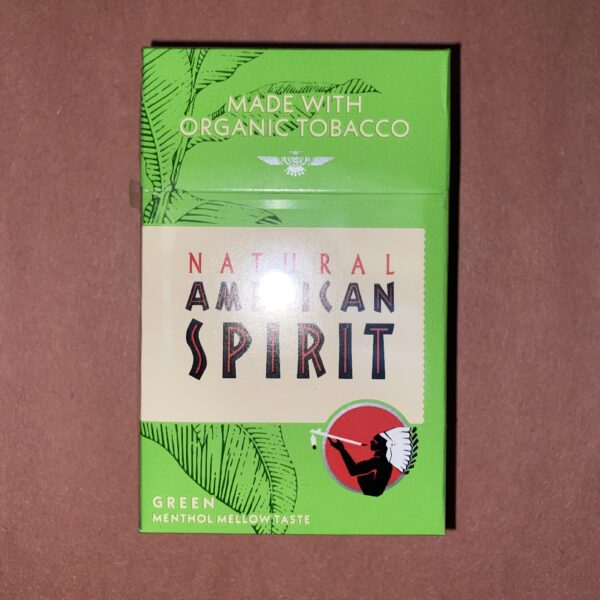 MADE WITH
ORGANIC TOBACCO
NATURAL
AMERICAN
SPIRIT
GREEN
MENTHOL MELLOW TASTE